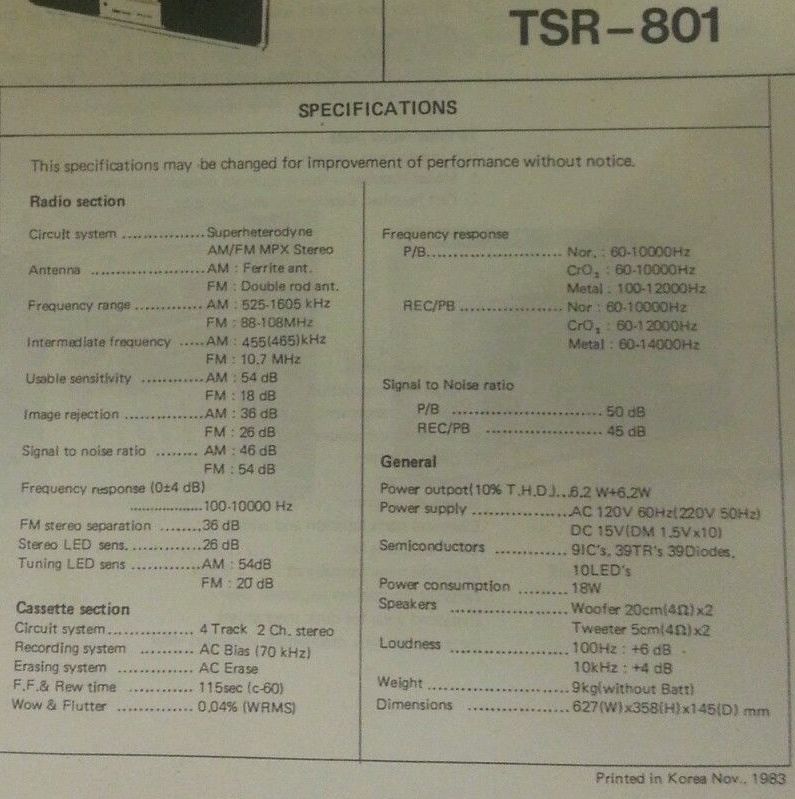 TSR-801
SPECIFICATIONS
This specifications may be changed for improvement of performance without notice.
Radio section
Circuit system ............... Superheterodyne
AM/FM MPX Stereo
Antenna ..................... AM : Ferrite ant.
FM : Double rod ant.
Frequency range ............ AM : 525-1605 kHz
FM : 88-108MHz
Intermediate frequency ..... AM : 455(465)kHz
FM : 10.7 MHz
Usable sensitivity ............ AM : 54 dB
FM : 18 dB
Image rejection .............. AM : 36 dB
FM : 26 dB
Signal to noise ratio ........ AM : 46 dB
FM : 54 dB
Frequency response (0±4 dB)
.................. 100-10000 Hz
FM stereo separation ........ 36 dB
Stereo LED sens. ............. 26 dB
Tuning LED sens ............. AM : 54dB
FM : 20 dB
Cassette section
Circuit system ............... 4 Track 2 Ch. stereo
Recording system .......... AC Bias (70 kHz)
Erasing system ............. AC Erase
F.F.& Rew time ............ 115sec (c-60)
Wow & Flutter .............. 0.04% (WRMS)
Frequency response
P/B .......................... Nor. : 60-10000Hz
CrO₂ : 60-10000Hz
Metal : 100-12000Hz
REC/PB .................... Nor : 60-10000Hz
CrO₂ : 60-12000Hz
Metal : 60-14000Hz
Signal to Noise ratio
P/B ............................ 50 dB
REC/PB ..................... 45 dB
General
Power outpot(10% T.H.D.)...6.2 W+6.2W
Power supply ................... AC 120V 60Hz(220V 50Hz)
DC 15V(DM 1.5Vx10)
Semiconductors ............. 9IC's, 39TR's 39Diodes,
10LED's
Power consumption ......... 18W
Speakers ..................... Woofer 20cm(4Ω)x2
Tweeter 5cm(4Ω)x2
Loudness .................... 100Hz : +6 dB
10kHz : +4 dB
Weight ......................... 9kg(without Batt)
Dimensions ................... 627(W)x358(H)x145(D) mm
Printed in Korea Nov., 1983